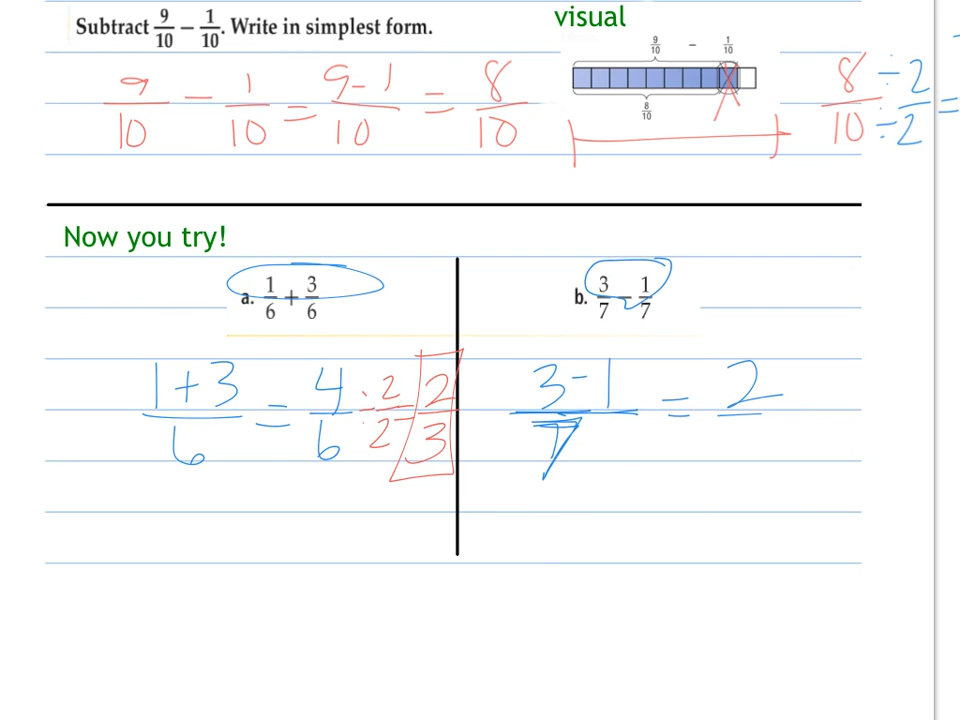 Subtract 9/10 − 1/10. Write in simplest form.
visual
9/10 − 1/10
8/10
9/10 − 1/10 = 9-1/10 = 8/10
8/10 ÷2/÷2 =
Now you try!
a. 1/6 + 3/6
b. 3/7 − 1/7
1+3/6 = 4/6 ÷2/÷2 2/3
3-1/7 = 2